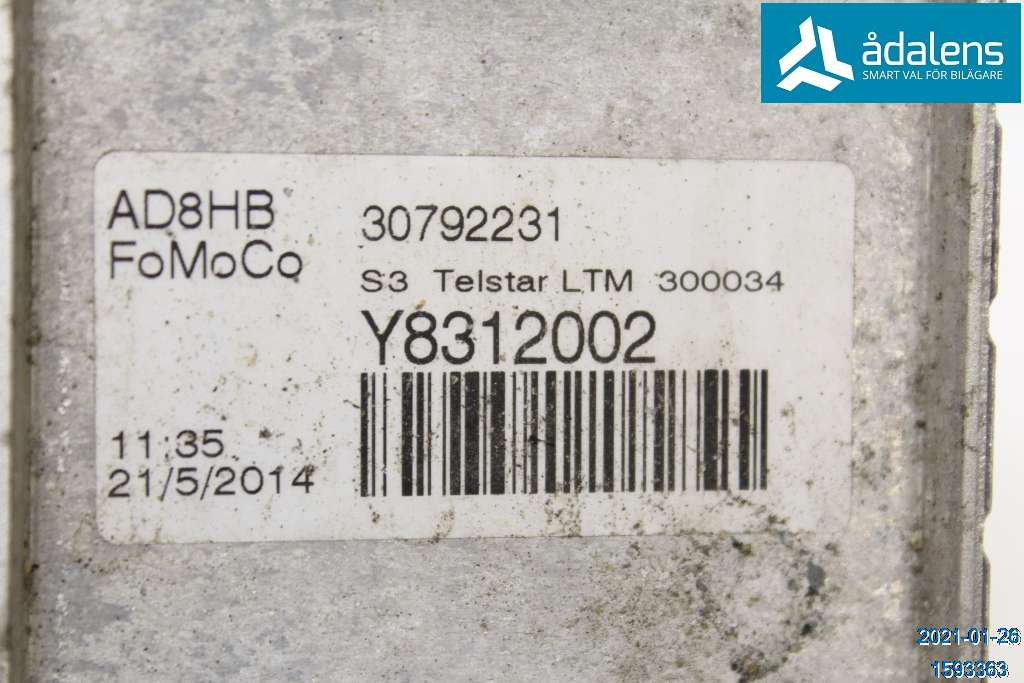 ådalens
SMART VAL FÖR BILÄGARE
AD8HB
FoMoCo
30792231
S3 Telstar LTM 300034
Y8312002
11:35
21/5/2014
2021-01-26
1593363